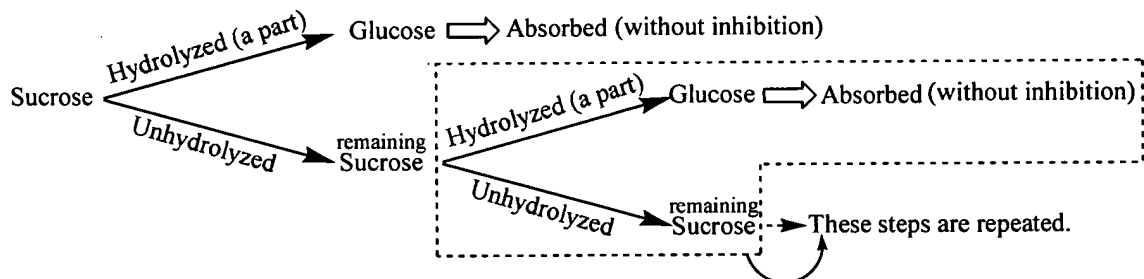 Hydrolyzed (a part)
Glucose
Absorbed (without inhibition)
Sucrose
Unhydrolyzed
remaining
Sucrose
Hydrolyzed (a part)
Glucose
Absorbed (without inhibition)
Unhydrolyzed
remaining
Sucrose
These steps are repeated.